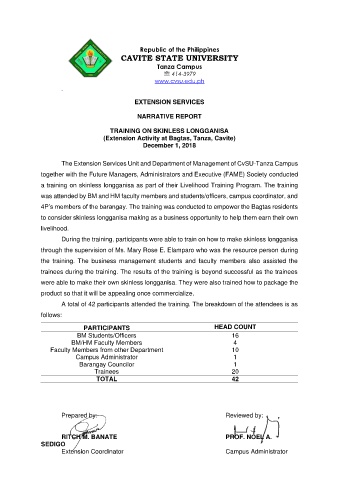 Republic of the Philippines
CAVITE STATE UNIVERSITY
Tanza Campus
☏ 414-3979
www.cvsu.edu.ph
EXTENSION SERVICES
NARRATIVE REPORT
TRAINING ON SKINLESS LONGGANISA
(Extension Activity at Bagtas, Tanza, Cavite)
December 1, 2018
The Extension Services Unit and Department of Management of CvSU-Tanza Campus
together with the Future Managers, Administrators and Executive (FAME) Society conducted
a training on skinless longganisa as part of their Livelihood Training Program. The training
was attended by BM and HM faculty members and students/officers, campus coordinator, and
4P's members of the barangay. The training was conducted to empower the Bagtas residents
to consider skinless longganisa making as a business opportunity to help them earn their own
livelihood.
During the training, participants were able to train on how to make skinless longganisa
through the supervision of Ms. Mary Rose E. Elamparo who was the resource person during
the training. The business management students and faculty members also assisted the
trainees during the training. The results of the training is beyond successful as the trainees
were able to make their own skinless longganisa. They were also trained how to package the
product so that it will be appealing once commercialize.
A total of 42 participants attended the training. The breakdown of the attendees is as
follows:
PARTICIPANTS HEAD COUNT
BM Students/Officers 16
BM/HM Faculty Members 4
Faculty Members from other Department 10
Campus Administrator 1
Barangay Councilor 1
Trainees 20
TOTAL 42
Prepared by: Reviewed by:
RITCH M. BANATE PROF. NOEL A.
SEDIGO
Extension Coordinator Campus Administrator